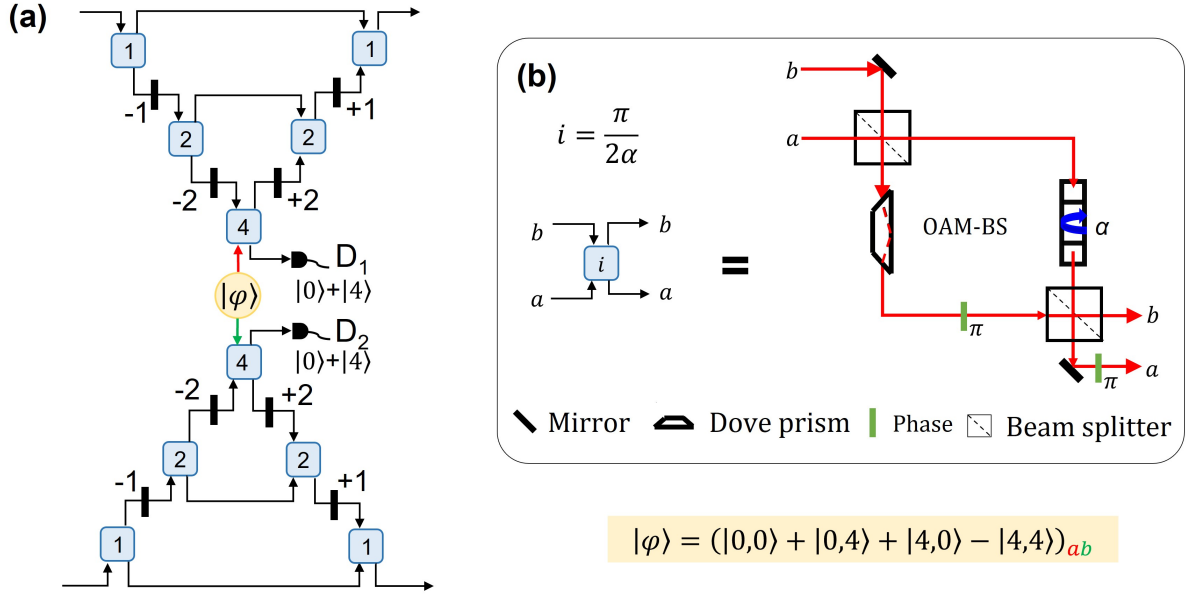 (a)
1
1
-1
+1
2
2
-2
+2
4
D₁
|0⟩+|4⟩
|φ⟩
D₂
|0⟩+|4⟩
4
-2
+2
2
2
-1
+1
1
1
(b)
i = π/2α
b
a
b
b
i
a
a
=
OAM-BS
α
π
b
π
a
Mirror
Dove prism
Phase
Beam splitter
|φ⟩ = (|0,0⟩ + |0,4⟩ + |4,0⟩ − |4,4⟩)ab